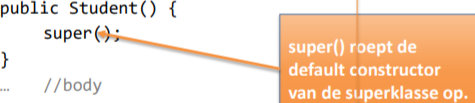 public Student() {
super();
}
… //body
super() roept de
default constructor
van de superklasse op.